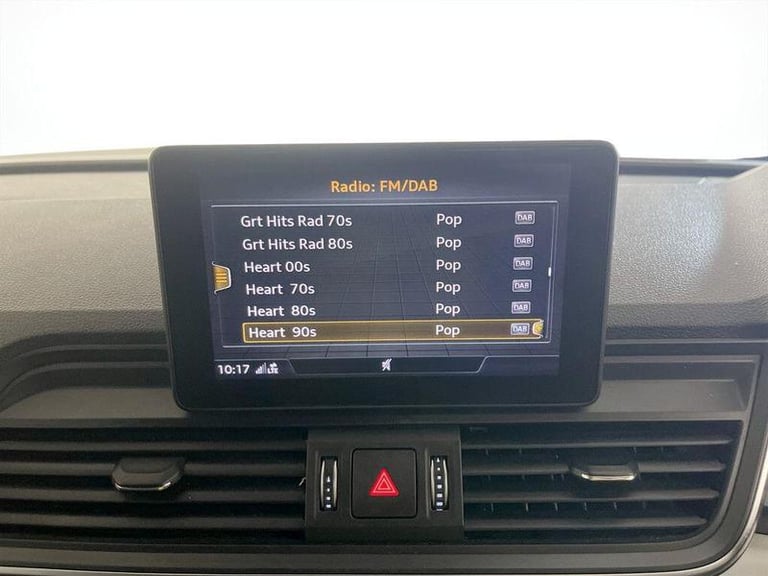 Radio: FM/DAB
Grt Hits Rad 70s Pop DAB
Grt Hits Rad 80s Pop DAB
Heart 00s Pop DAB
Heart 70s Pop DAB
Heart 80s Pop DAB
Heart 90s Pop DAB
10:17 LTE